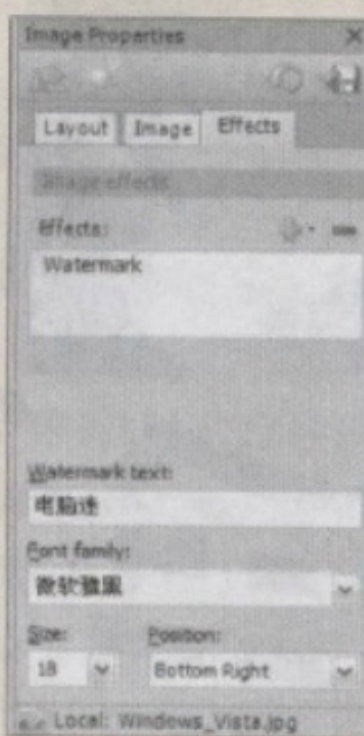 Image Properties
Layout Image Effects
Image effects
Effects:
Watermark
Watermark text:
电脑迷
Font family:
微软雅黑
Size: Position:
18 Bottom Right
Local: Windows_Vista.jpg